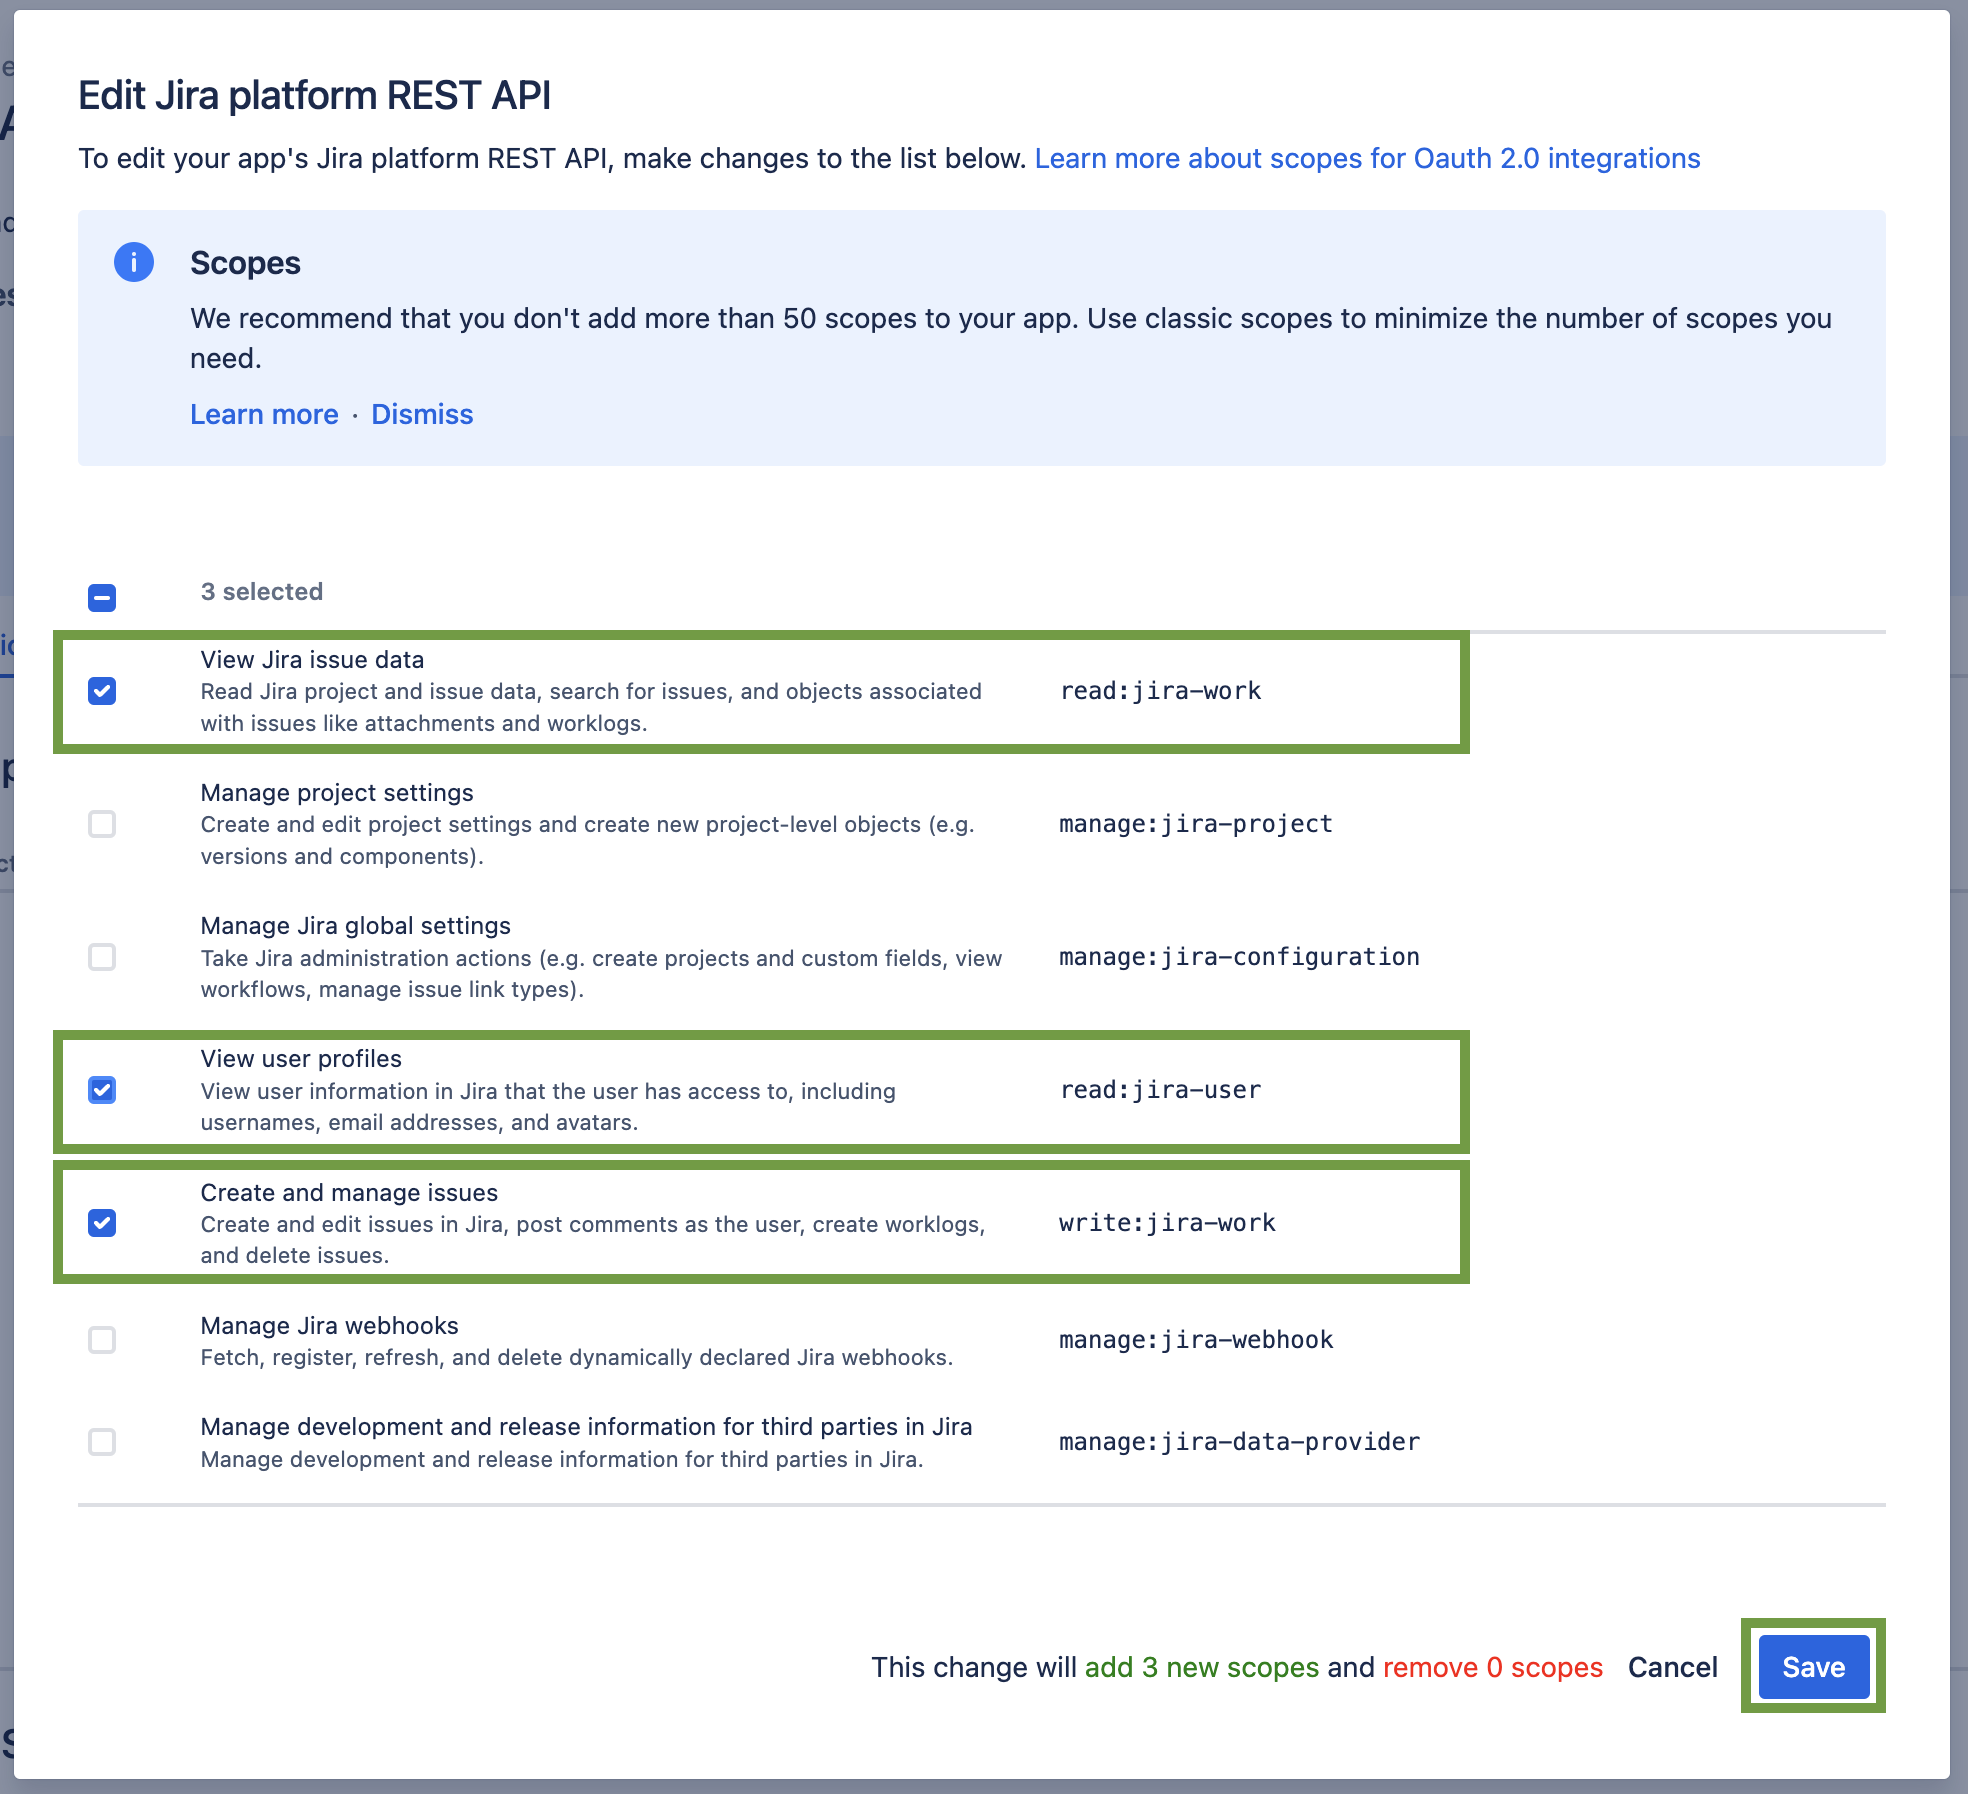 Edit Jira platform REST API
To edit your app's Jira platform REST API, make changes to the list below. Learn more about scopes for Oauth 2.0 integrations
Scopes
We recommend that you don't add more than 50 scopes to your app. Use classic scopes to minimize the number of scopes you
need.
Learn more · Dismiss
3 selected
View Jira issue data
Read Jira project and issue data, search for issues, and objects associated
with issues like attachments and worklogs.
read:jira-work
Manage project settings
Create and edit project settings and create new project-level objects (e.g.
versions and components).
manage:jira-project
Manage Jira global settings
Take Jira administration actions (e.g. create projects and custom fields, view
workflows, manage issue link types).
manage:jira-configuration
View user profiles
View user information in Jira that the user has access to, including
usernames, email addresses, and avatars.
read:jira-user
Create and manage issues
Create and edit issues in Jira, post comments as the user, create worklogs,
and delete issues.
write:jira-work
Manage Jira webhooks
Fetch, register, refresh, and delete dynamically declared Jira webhooks.
manage:jira-webhook
Manage development and release information for third parties in Jira
Manage development and release information for third parties in Jira.
manage:jira-data-provider
This change will add 3 new scopes and remove 0 scopes Cancel Save